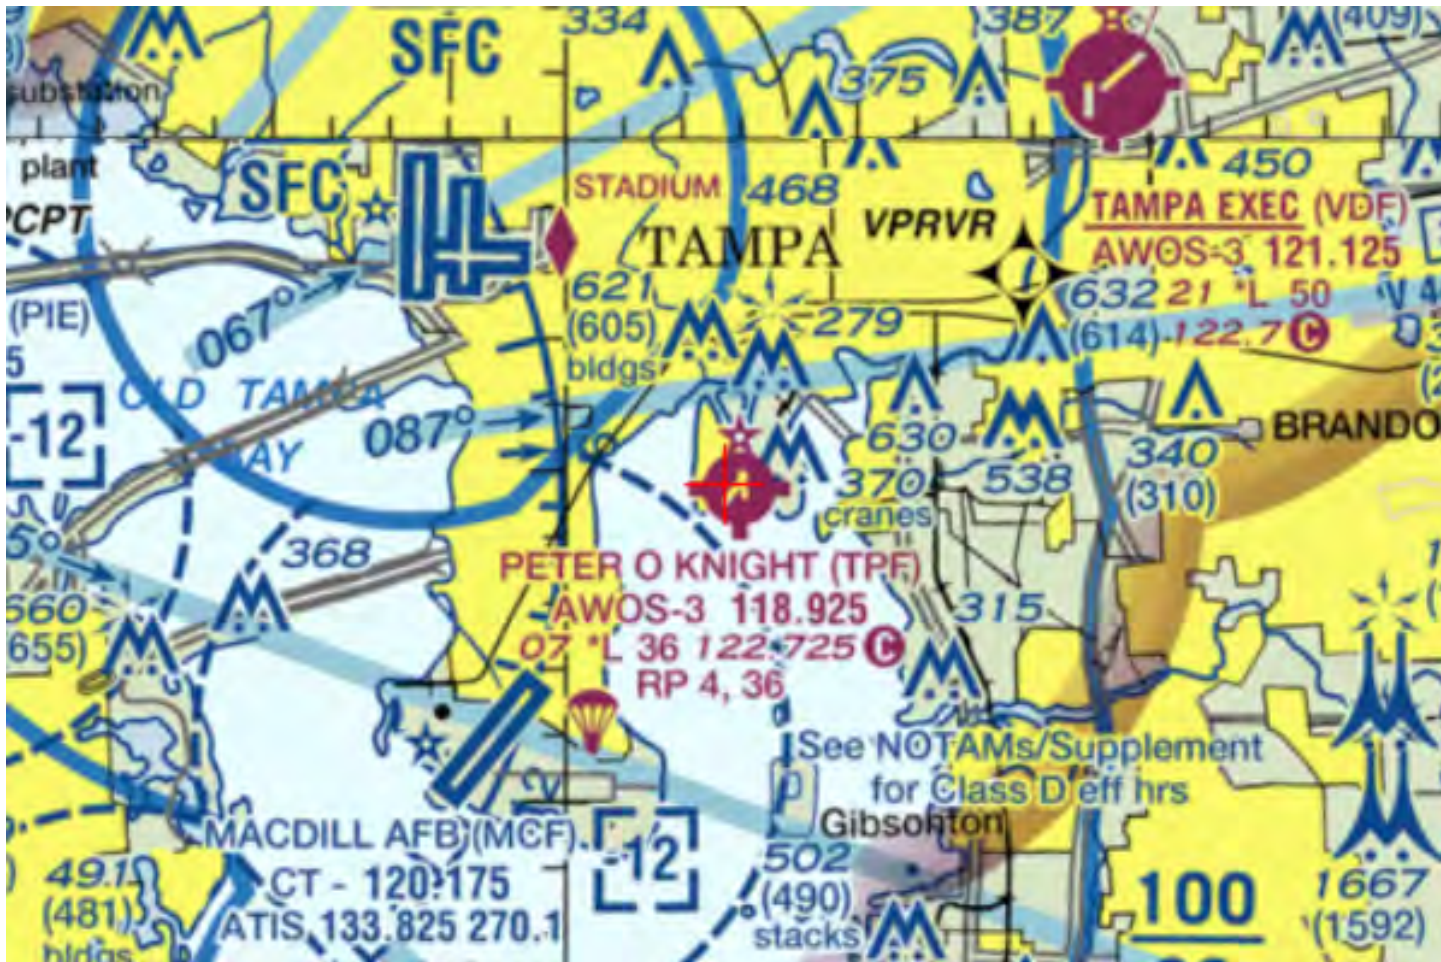 334
387
(409)
SFC
substation
375
plant
SFC
STADIUM
468
450
VPRVR
TAMPA EXEC (VDF)
TAMPA
AWOS-3 121.125
(PIE)
067°
621
(605)
bldgs
279
632
(614)
21 *L 50
122.7 C
OLD TAMPA
BAY
-12
087°
630
370
cranes
538
340
(310)
368
PETER O KNIGHT (TPF)
AWOS-3 118.925
07 *L 36 122.725 C
RP 4, 36
315
660
(655)
See NOTAMs/Supplement
for Class D eff hrs
Gibsonton
MACDILL AFB (MCF)
CT - 120.175
ATIS 133.825 270.1
-12
502
(490)
stacks
491
(481)
bldgs
100
1667
(1592)